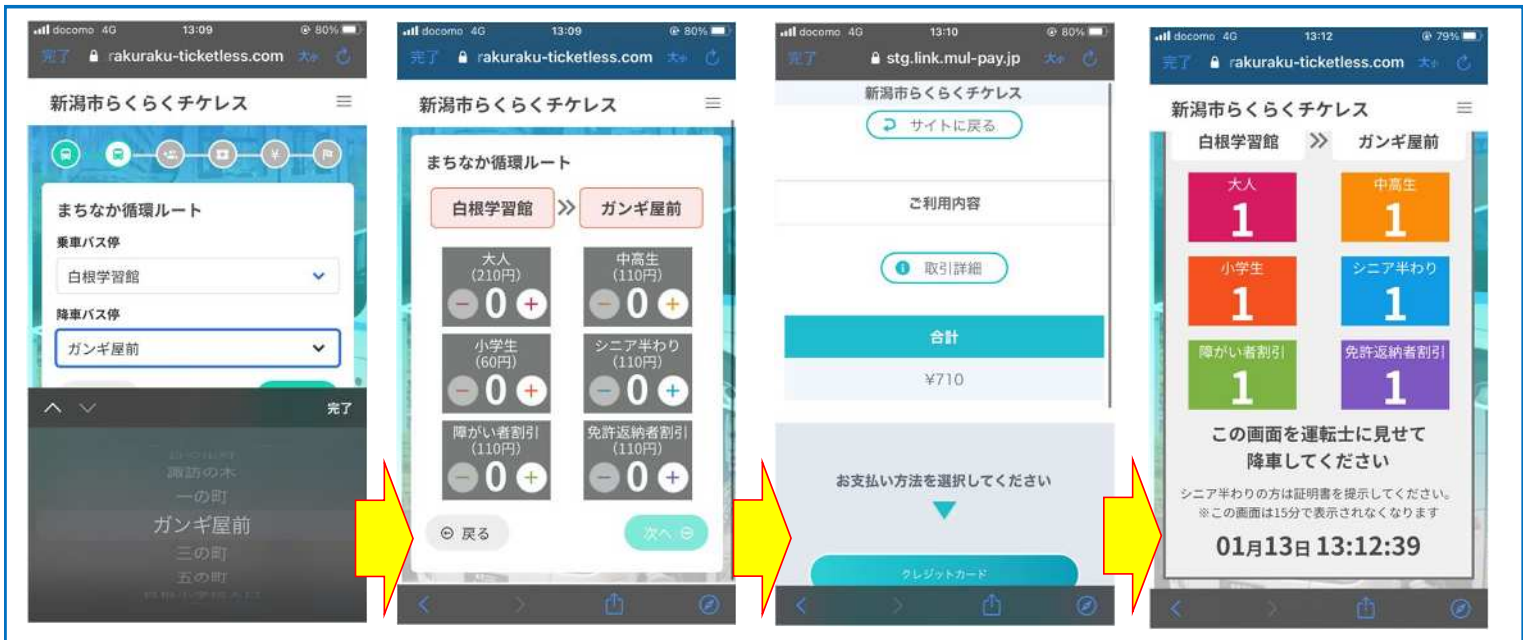 docomo 4G 13:09 80%
完了 rakuraku-ticketless.com 大小
新潟市らくらくチケレス
まちなか循環ルート
乗車バス停
白根学習館
降車バス停
ガンギ屋前
完了
諏訪の木
一の町
ガンギ屋前
三の町
五の町
docomo 4G 13:09 80%
完了 rakuraku-ticketless.com 大小
新潟市らくらくチケレス
まちなか循環ルート
白根学習館 >> ガンギ屋前
大人 中高生
(210円) (110円)
− 0 + − 0 +
小学生 シニア半わり
(60円) (110円)
− 0 + − 0 +
障がい者割引 免許返納者割引
(110円) (110円)
− 0 + − 0 +
戻る 次へ
docomo 4G 13:10 80%
完了 stg.link.mul-pay.jp 大小
新潟市らくらくチケレス
サイトに戻る
ご利用内容
取引詳細
合計
¥710
お支払い方法を選択してください
クレジットカード
docomo 4G 13:12 79%
完了 rakuraku-ticketless.com 大小
新潟市らくらくチケレス
白根学習館 >> ガンギ屋前
大人 中高生
1 1
小学生 シニア半わり
1 1
障がい者割引 免許返納者割引
1 1
この画面を運転士に見せて
降車してください
シニア半わりの方は証明書を提示してください。
※この画面は15分で表示されなくなります
01月13日 13:12:39